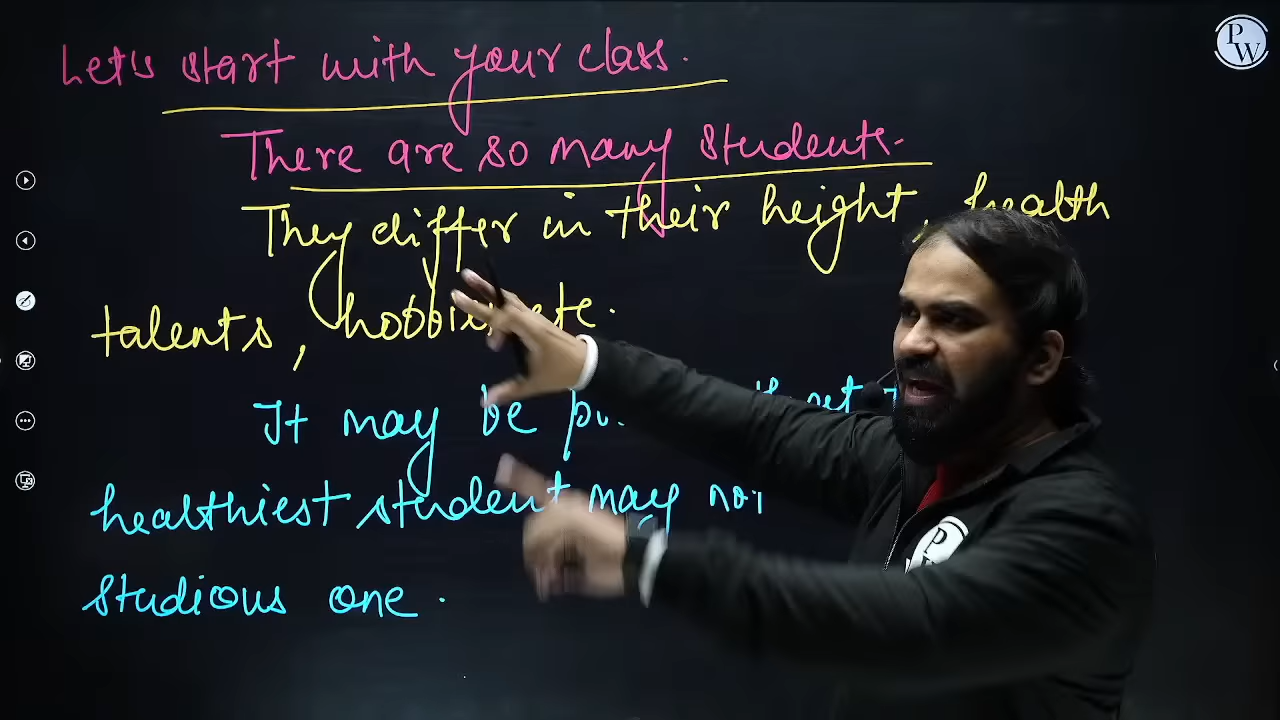 Let's start with your class.
There are so many students.
They differ in their height, health
talents, hobbies, etc.
It may be
healthiest student may
studious one.
PW
P